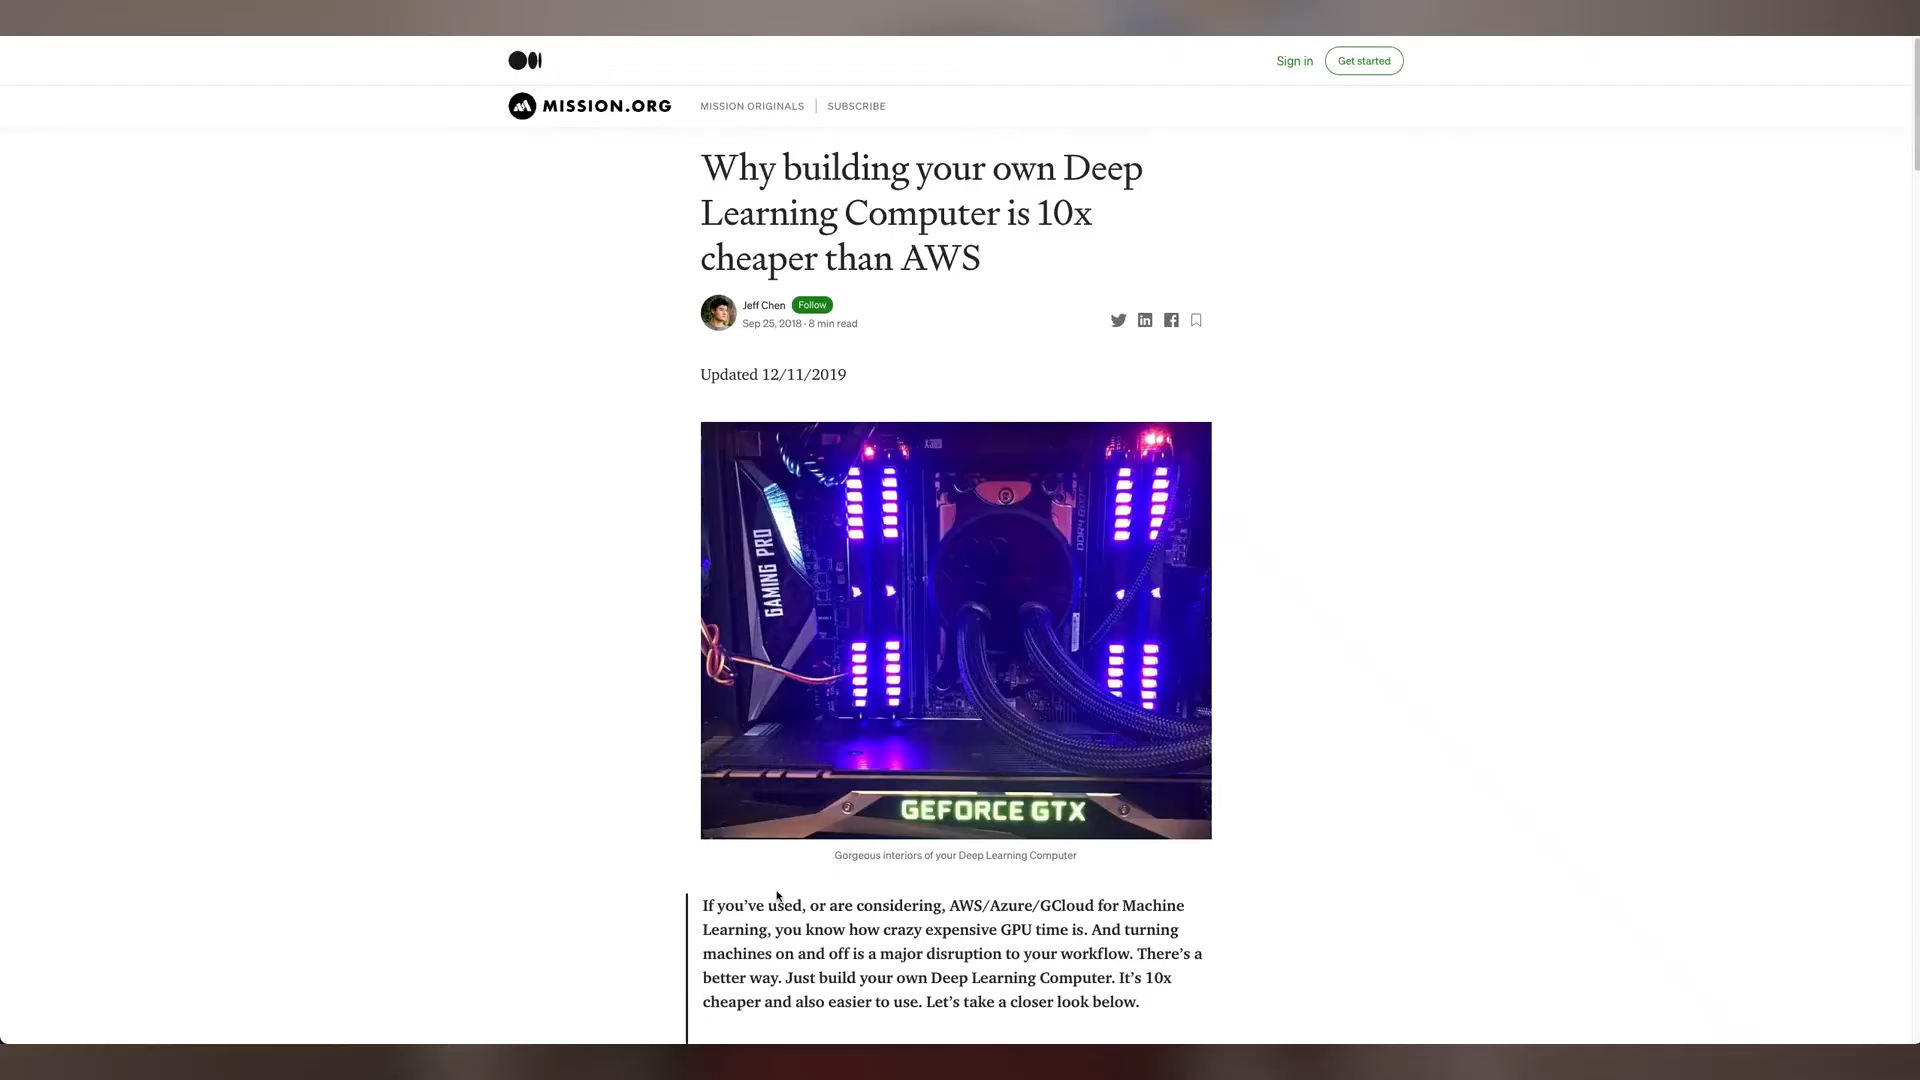 Sign in
Get started
MISSION.ORG
MISSION ORIGINALS
SUBSCRIBE
Why building your own Deep
Learning Computer is 10x
cheaper than AWS
Jeff Chen
Follow
Sep 25, 2018 · 8 min read
Updated 12/11/2019
GAMING PRO
GEFORCE GTX
Gorgeous interiors of your Deep Learning Computer
If you’ve used, or are considering, AWS/Azure/GCloud for Machine
Learning, you know how crazy expensive GPU time is. And turning
machines on and off is a major disruption to your workflow. There’s a
better way. Just build your own Deep Learning Computer. It’s 10x
cheaper and also easier to use. Let’s take a closer look below.